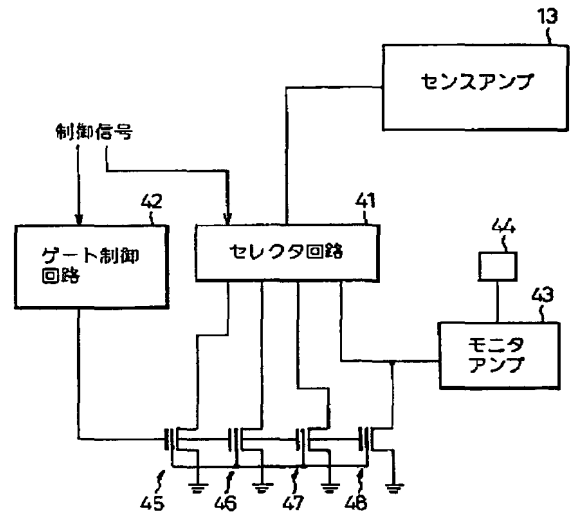 13
センスアンプ
制御信号
42
ゲート制御
回路
41
セレクタ回路
44
43
モニタ
アンプ
45
46
47
48